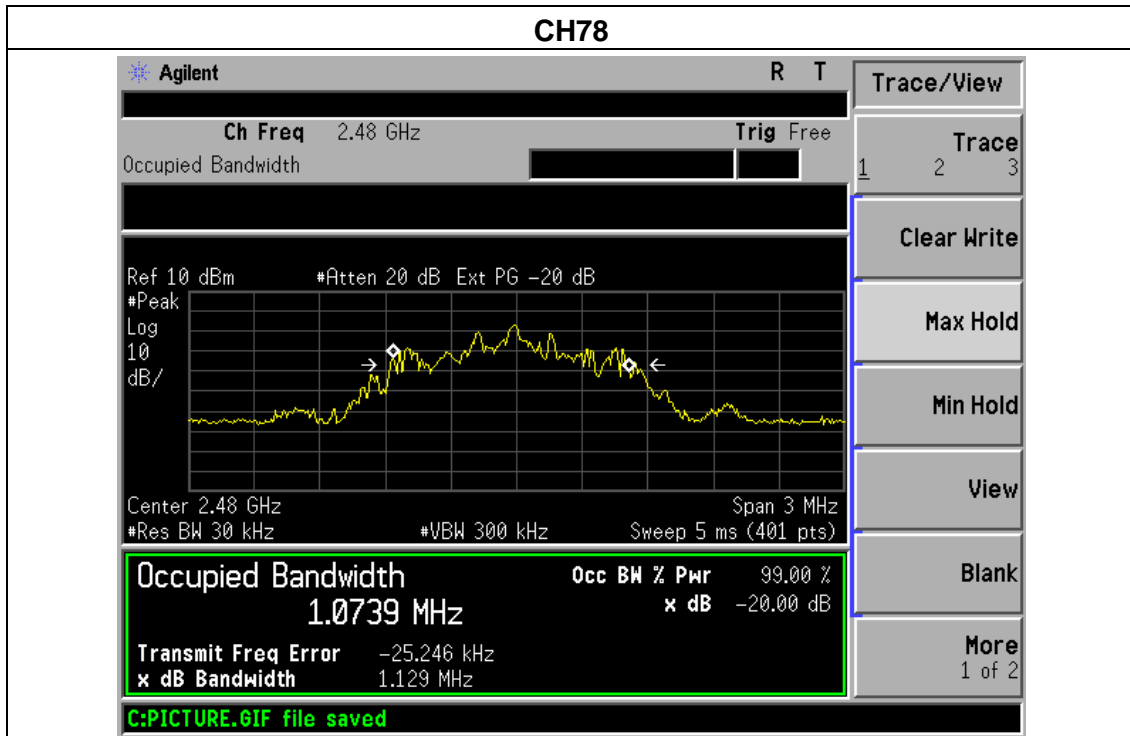 CH78
Agilent R T
Trace/View
Ch Freq 2.48 GHz Trig Free
Occupied Bandwidth
Trace
1 2 3
Clear Write
Ref 10 dBm #Atten 20 dB Ext PG -20 dB
#Peak
Log
10
dB/
Max Hold
Min Hold
View
Center 2.48 GHz Span 3 MHz
#Res BW 30 kHz #VBW 300 kHz Sweep 5 ms (401 pts)
Occupied Bandwidth Occ BW % Pwr 99.00 %
1.0739 MHz x dB -20.00 dB
Blank
Transmit Freq Error -25.246 kHz
x dB Bandwidth 1.129 MHz
More
1 of 2
C:PICTURE.GIF file saved